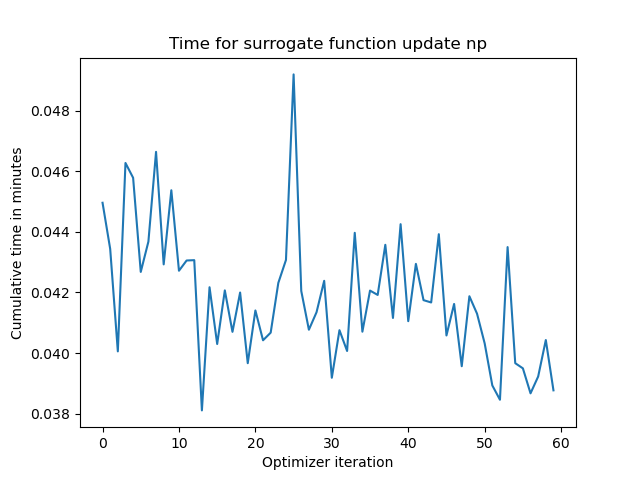 Time for surrogate function update np
Cumulative time in minutes
0.048
0.046
0.044
0.042
0.040
0.038
0 10 20 30 40 50 60
Optimizer iteration